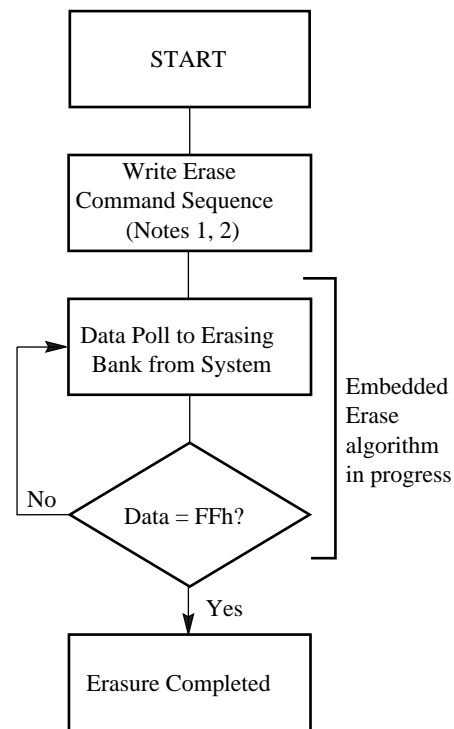 START
Write Erase
Command Sequence
(Notes 1, 2)
Data Poll to Erasing
Bank from System
Embedded
Erase
algorithm
in progress
No
Data = FFh?
Yes
Erasure Completed